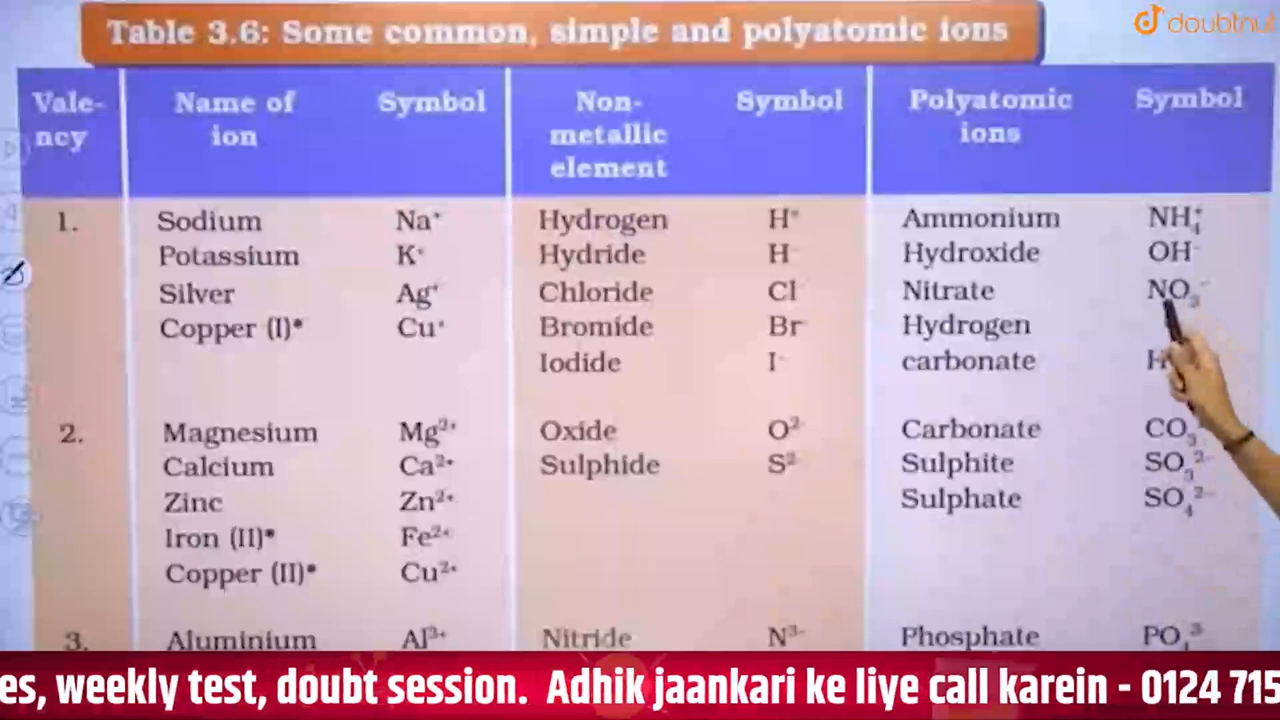 Table 3.6: Some common, simple and polyatomic ions
doubtnut
Vale-ncy Name of ion Symbol Non-metallic element Symbol Polyatomic ions Symbol
1. Sodium Na⁺ Hydrogen H⁺ Ammonium NH₄⁺
Potassium K⁺ Hydride H⁻ Hydroxide OH⁻
Silver Ag⁺ Chloride Cl⁻ Nitrate NO₃⁻
Copper (I)* Cu⁺ Bromide Br⁻ Hydrogen
Iodide I⁻ carbonate H
2. Magnesium Mg²⁺ Oxide O²⁻ Carbonate CO₃
Calcium Ca²⁺ Sulphide S²⁻ Sulphite SO₃²⁻
Zinc Zn²⁺ Sulphate SO₄²⁻
Iron (II)* Fe²⁺
Copper (II)* Cu²⁺
3. Aluminium Al³⁺ Nitride N³⁻ Phosphate PO₄³⁻
es, weekly test, doubt session. Adhik jaankari ke liye call karein - 0124 715